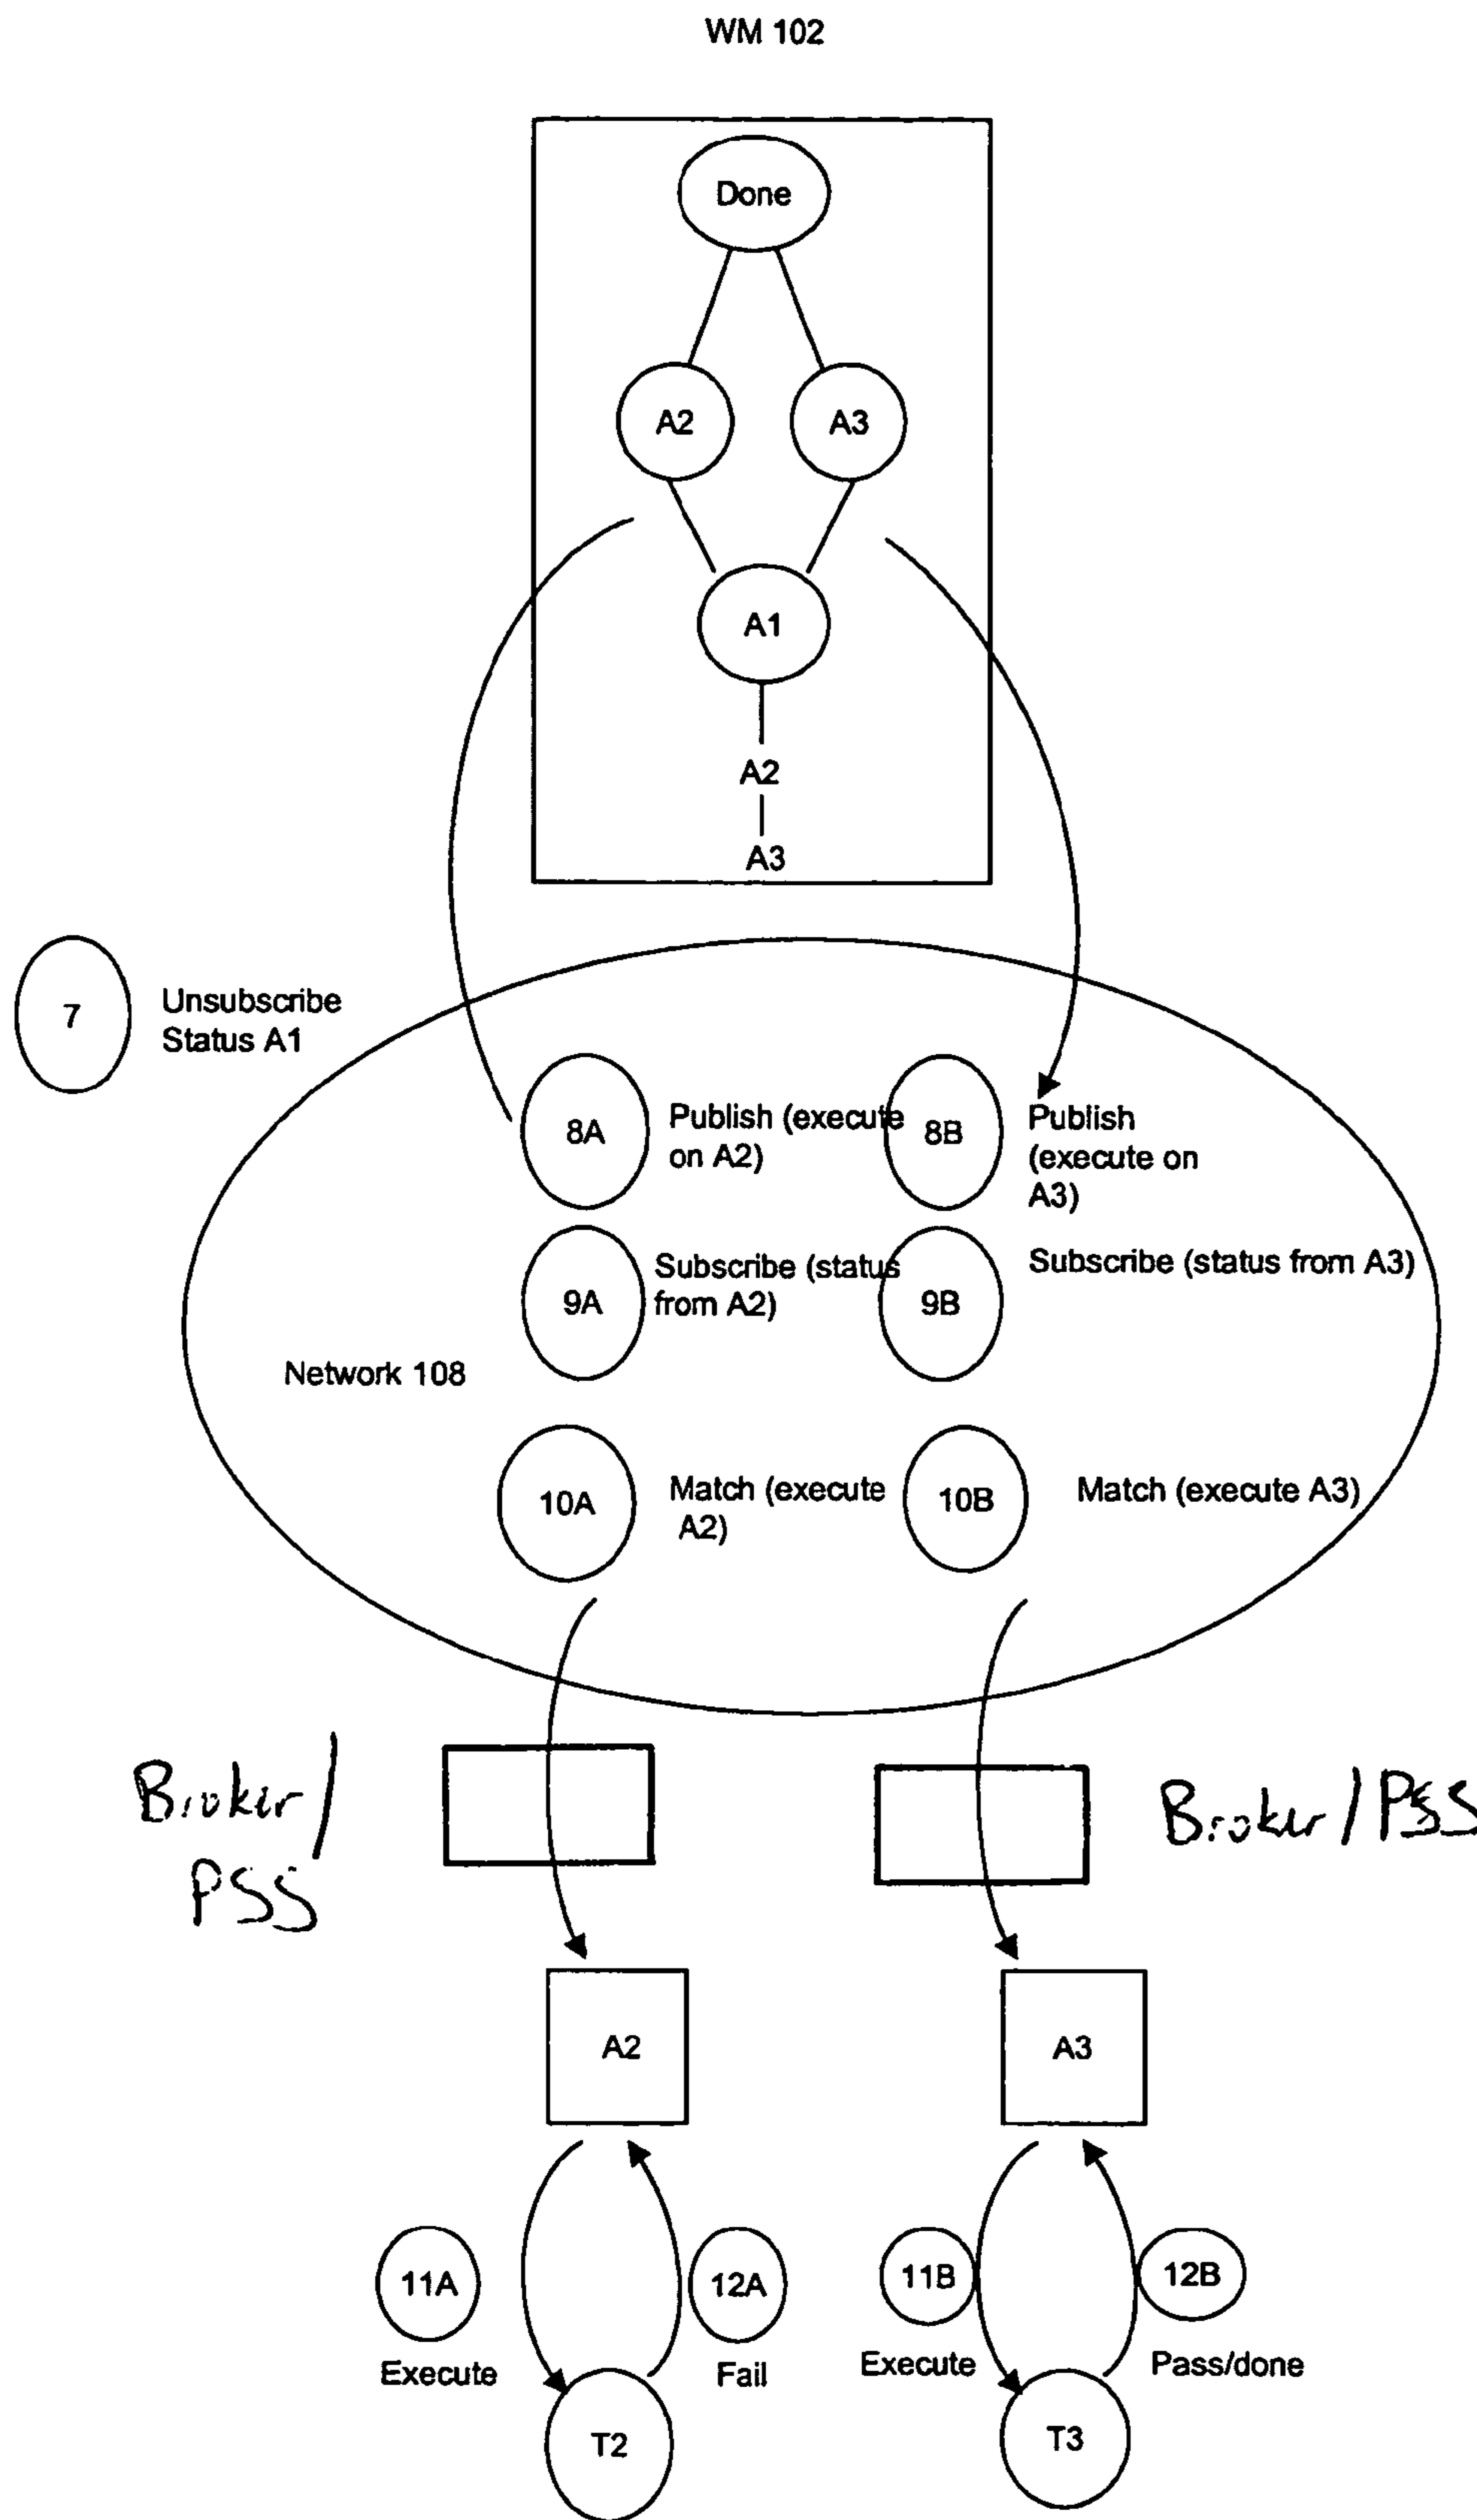 WM 102
Done
A2
A3
A1
A2
A3
7
Unsubscribe
Status A1
8A
Publish (execute
on A2)
8B
Publish
(execute on
A3)
9A
Subscribe (status
from A2)
9B
Subscribe (status from A3)
Network 108
10A
Match (execute
A2)
10B
Match (execute A3)
Broker/
PSS
Broker/PSS
A2
A3
11A
Execute
12A
Fail
11B
Execute
12B
Pass/done
T2
T3